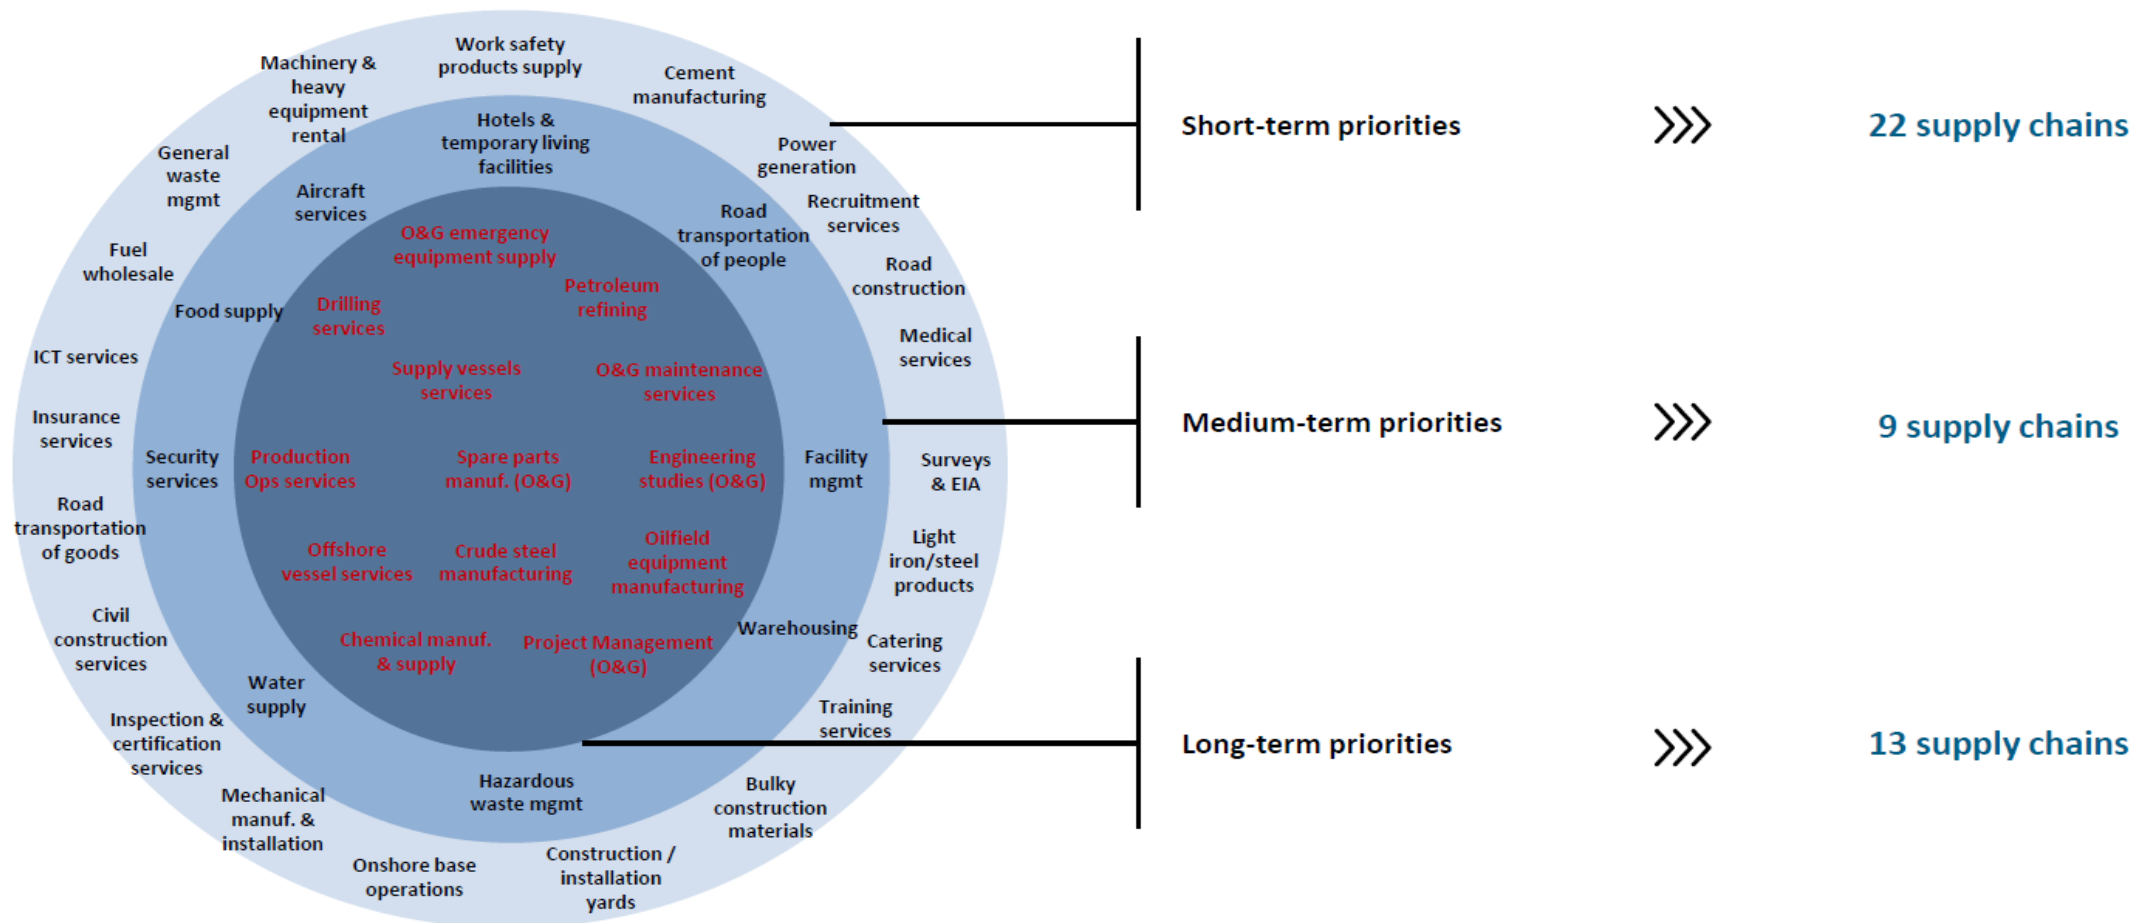 Work safety
products supply
Machinery &
heavy
equipment
rental
Cement
manufacturing
Hotels &
temporary living
facilities
Power
generation
General
waste
mgmt
Aircraft
services
Recruitment
services
Road
transportation
of people
O&G emergency
equipment supply
Fuel
wholesale
Road
construction
Petroleum
refining
Food supply
Drilling
services
Medical
services
ICT services
Supply vessels
services
O&G maintenance
services
Insurance
services
Security
services
Production
Ops services
Spare parts
manuf. (O&G)
Engineering
studies (O&G)
Facility
mgmt
Surveys
& EIA
Road
transportation
of goods
Offshore
vessel services
Crude steel
manufacturing
Oilfield
equipment
manufacturing
Light
iron/steel
products
Civil
construction
services
Chemical manuf.
& supply
Project Management
(O&G)
Warehousing
Catering
services
Water
supply
Training
services
Inspection &
certification
services
Hazardous
waste mgmt
Mechanical
manuf. &
installation
Bulky
construction
materials
Onshore base
operations
Construction /
installation
yards
Short-term priorities
22 supply chains
Medium-term priorities
9 supply chains
Long-term priorities
13 supply chains